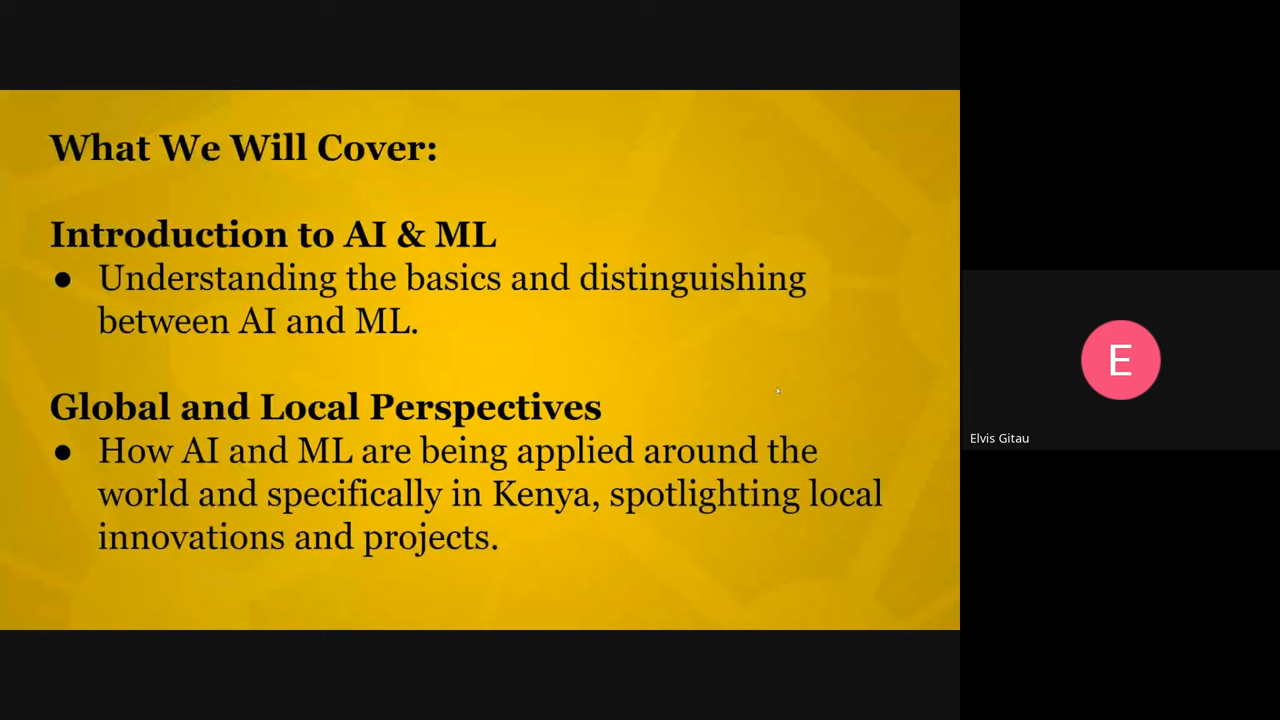 What We Will Cover:
Introduction to AI & ML
● Understanding the basics and distinguishing
between AI and ML.
Global and Local Perspectives
● How AI and ML are being applied around the
world and specifically in Kenya, spotlighting local
innovations and projects.
E
Elvis Gitau